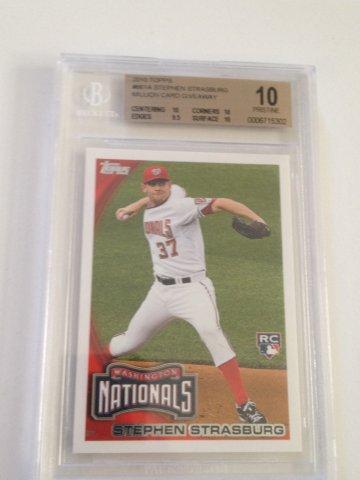 2010 TOPPS
#661A STEPHEN STRASBURG
MILLION CARD GIVEAWAY
CENTERING 10 CORNERS 10
EDGES 9.5 SURFACE 10
10
PRISTINE
0006715302
B
BECKETT
Topps
NALS
37
RC
WASHINGTON
NATIONALS
STEPHEN STRASBURG